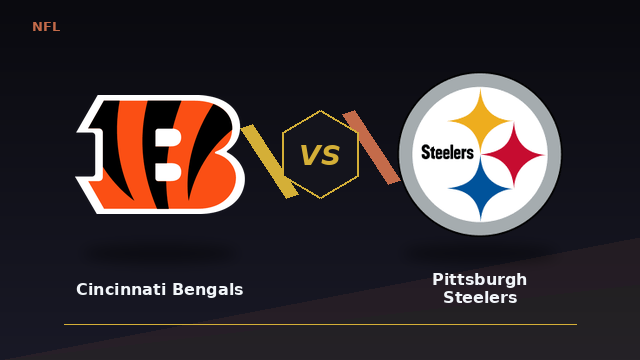 NFL
VS
Steelers
Cincinnati Bengals
Pittsburgh
Steelers